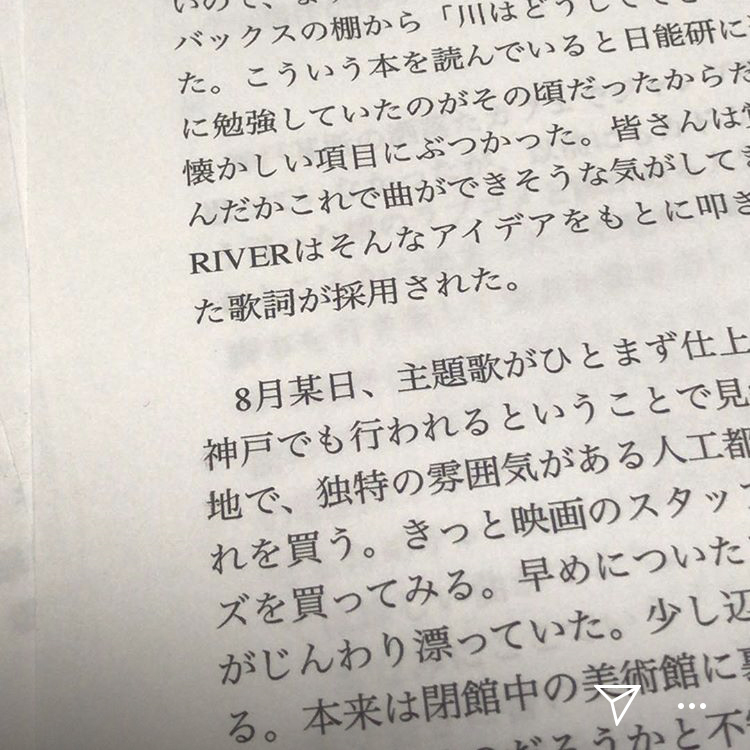 バックスの棚から「川はどうして
た。こういう本を読んでいると日能研に
に勉強していたのがその頃だったからだ
懐かしい項目にぶつかった。皆さんは
んだかこれで曲ができそうな気がして
RIVERはそんなアイデアをもとに叩き
た歌詞が採用された。
8月某日、主題歌がひとまず仕上
神戸でも行われるということで見
地で、独特の雰囲気がある人工都
れを買う。きっと映画のスタッ
ズを買ってみる。早めについた
がじんわり漂っていた。少し辺
る。本来は閉館中の美術館に
だろうかと不